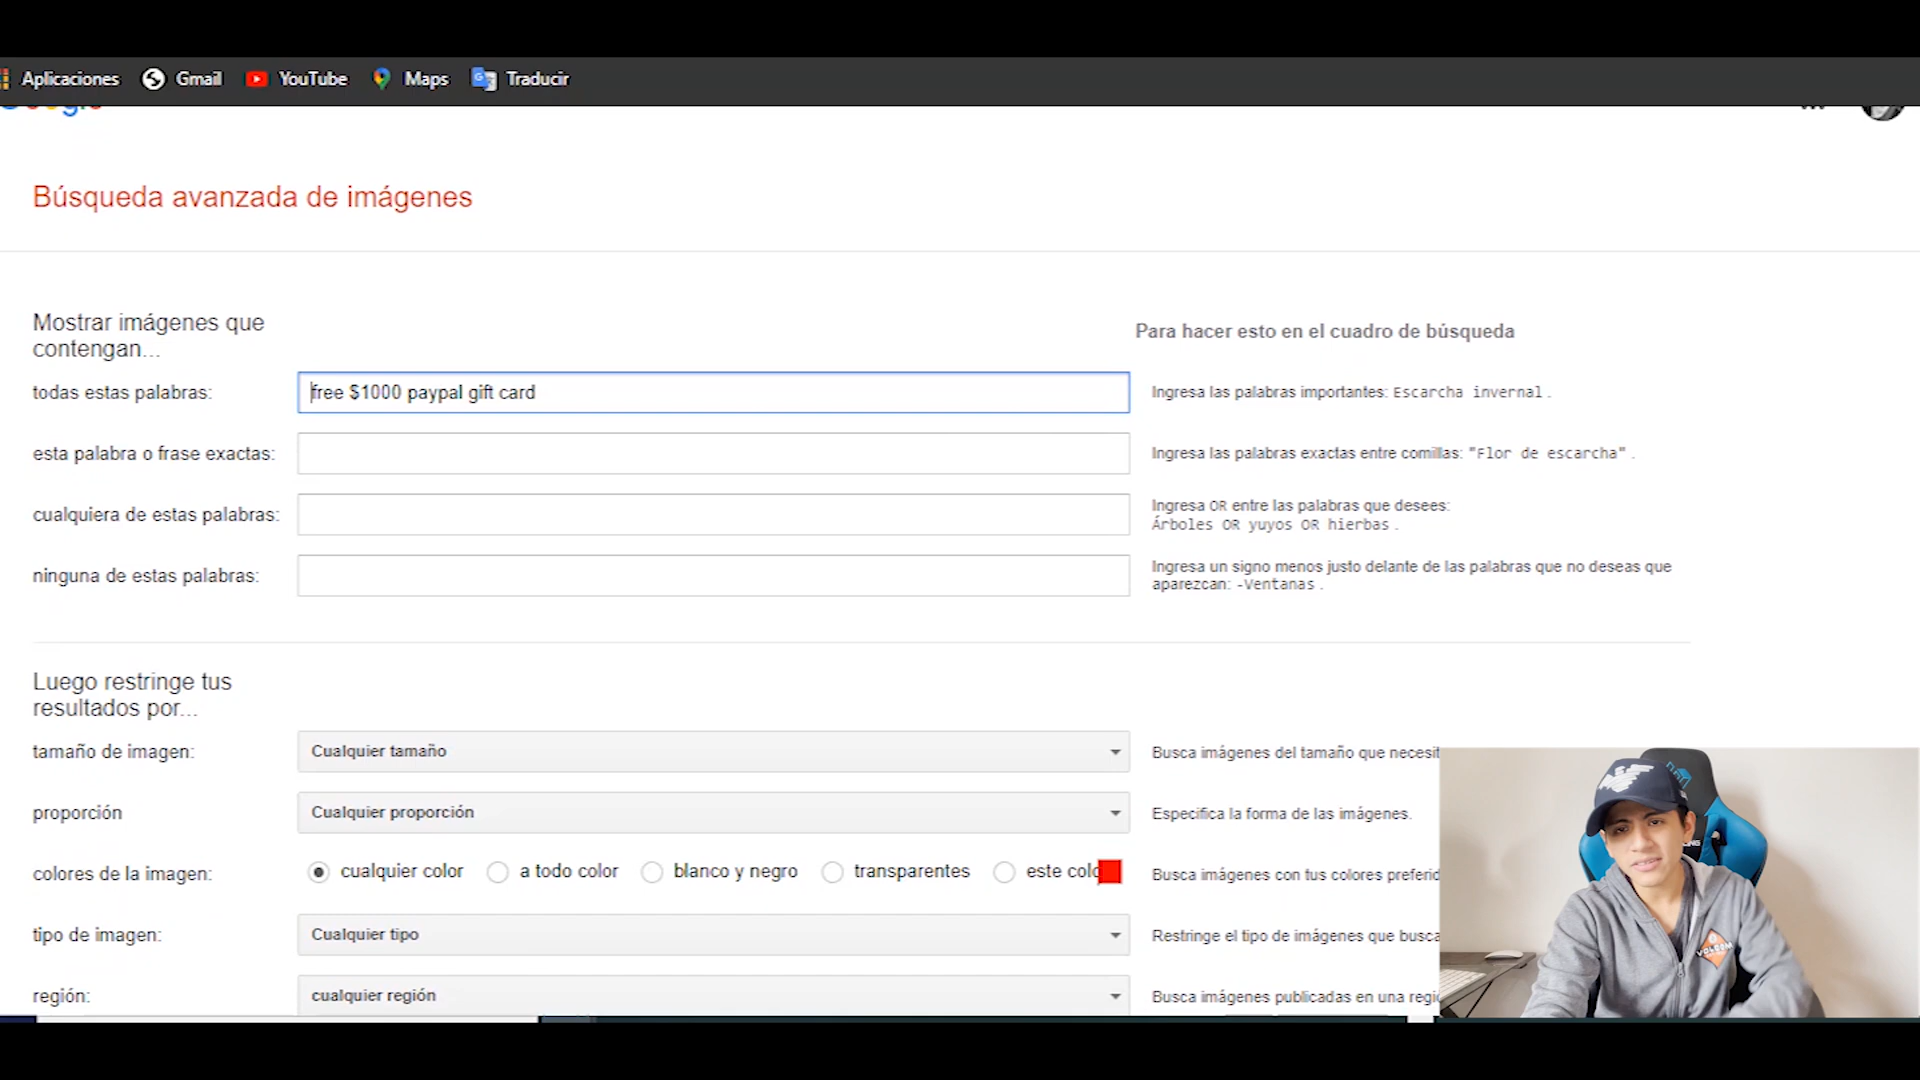 Aplicaciones Gmail YouTube Maps Traducir
Google
Búsqueda avanzada de imágenes
Mostrar imágenes que
contengan...
Para hacer esto en el cuadro de búsqueda
todas estas palabras: free $1000 paypal gift card Ingresa las palabras importantes: Escarcha invernal .
esta palabra o frase exactas: Ingresa las palabras exactas entre comillas: "Flor de escarcha" .
cualquiera de estas palabras: Ingresa OR entre las palabras que desees:
Árboles OR yuyos OR hierbas .
ninguna de estas palabras: Ingresa un signo menos justo delante de las palabras que no deseas que
aparezcan: -Ventanas .
Luego restringe tus
resultados por...
tamaño de imagen: Cualquier tamaño Busca imágenes del tamaño que necesit
proporción Cualquier proporción Especifica la forma de las imágenes.
colores de la imagen: cualquier color a todo color blanco y negro transparentes este colo Busca imágenes con tus colores preferid
tipo de imagen: Cualquier tipo Restringe el tipo de imágenes que busca
región: cualquier región Busca imágenes publicadas en una regi
VOLCOM